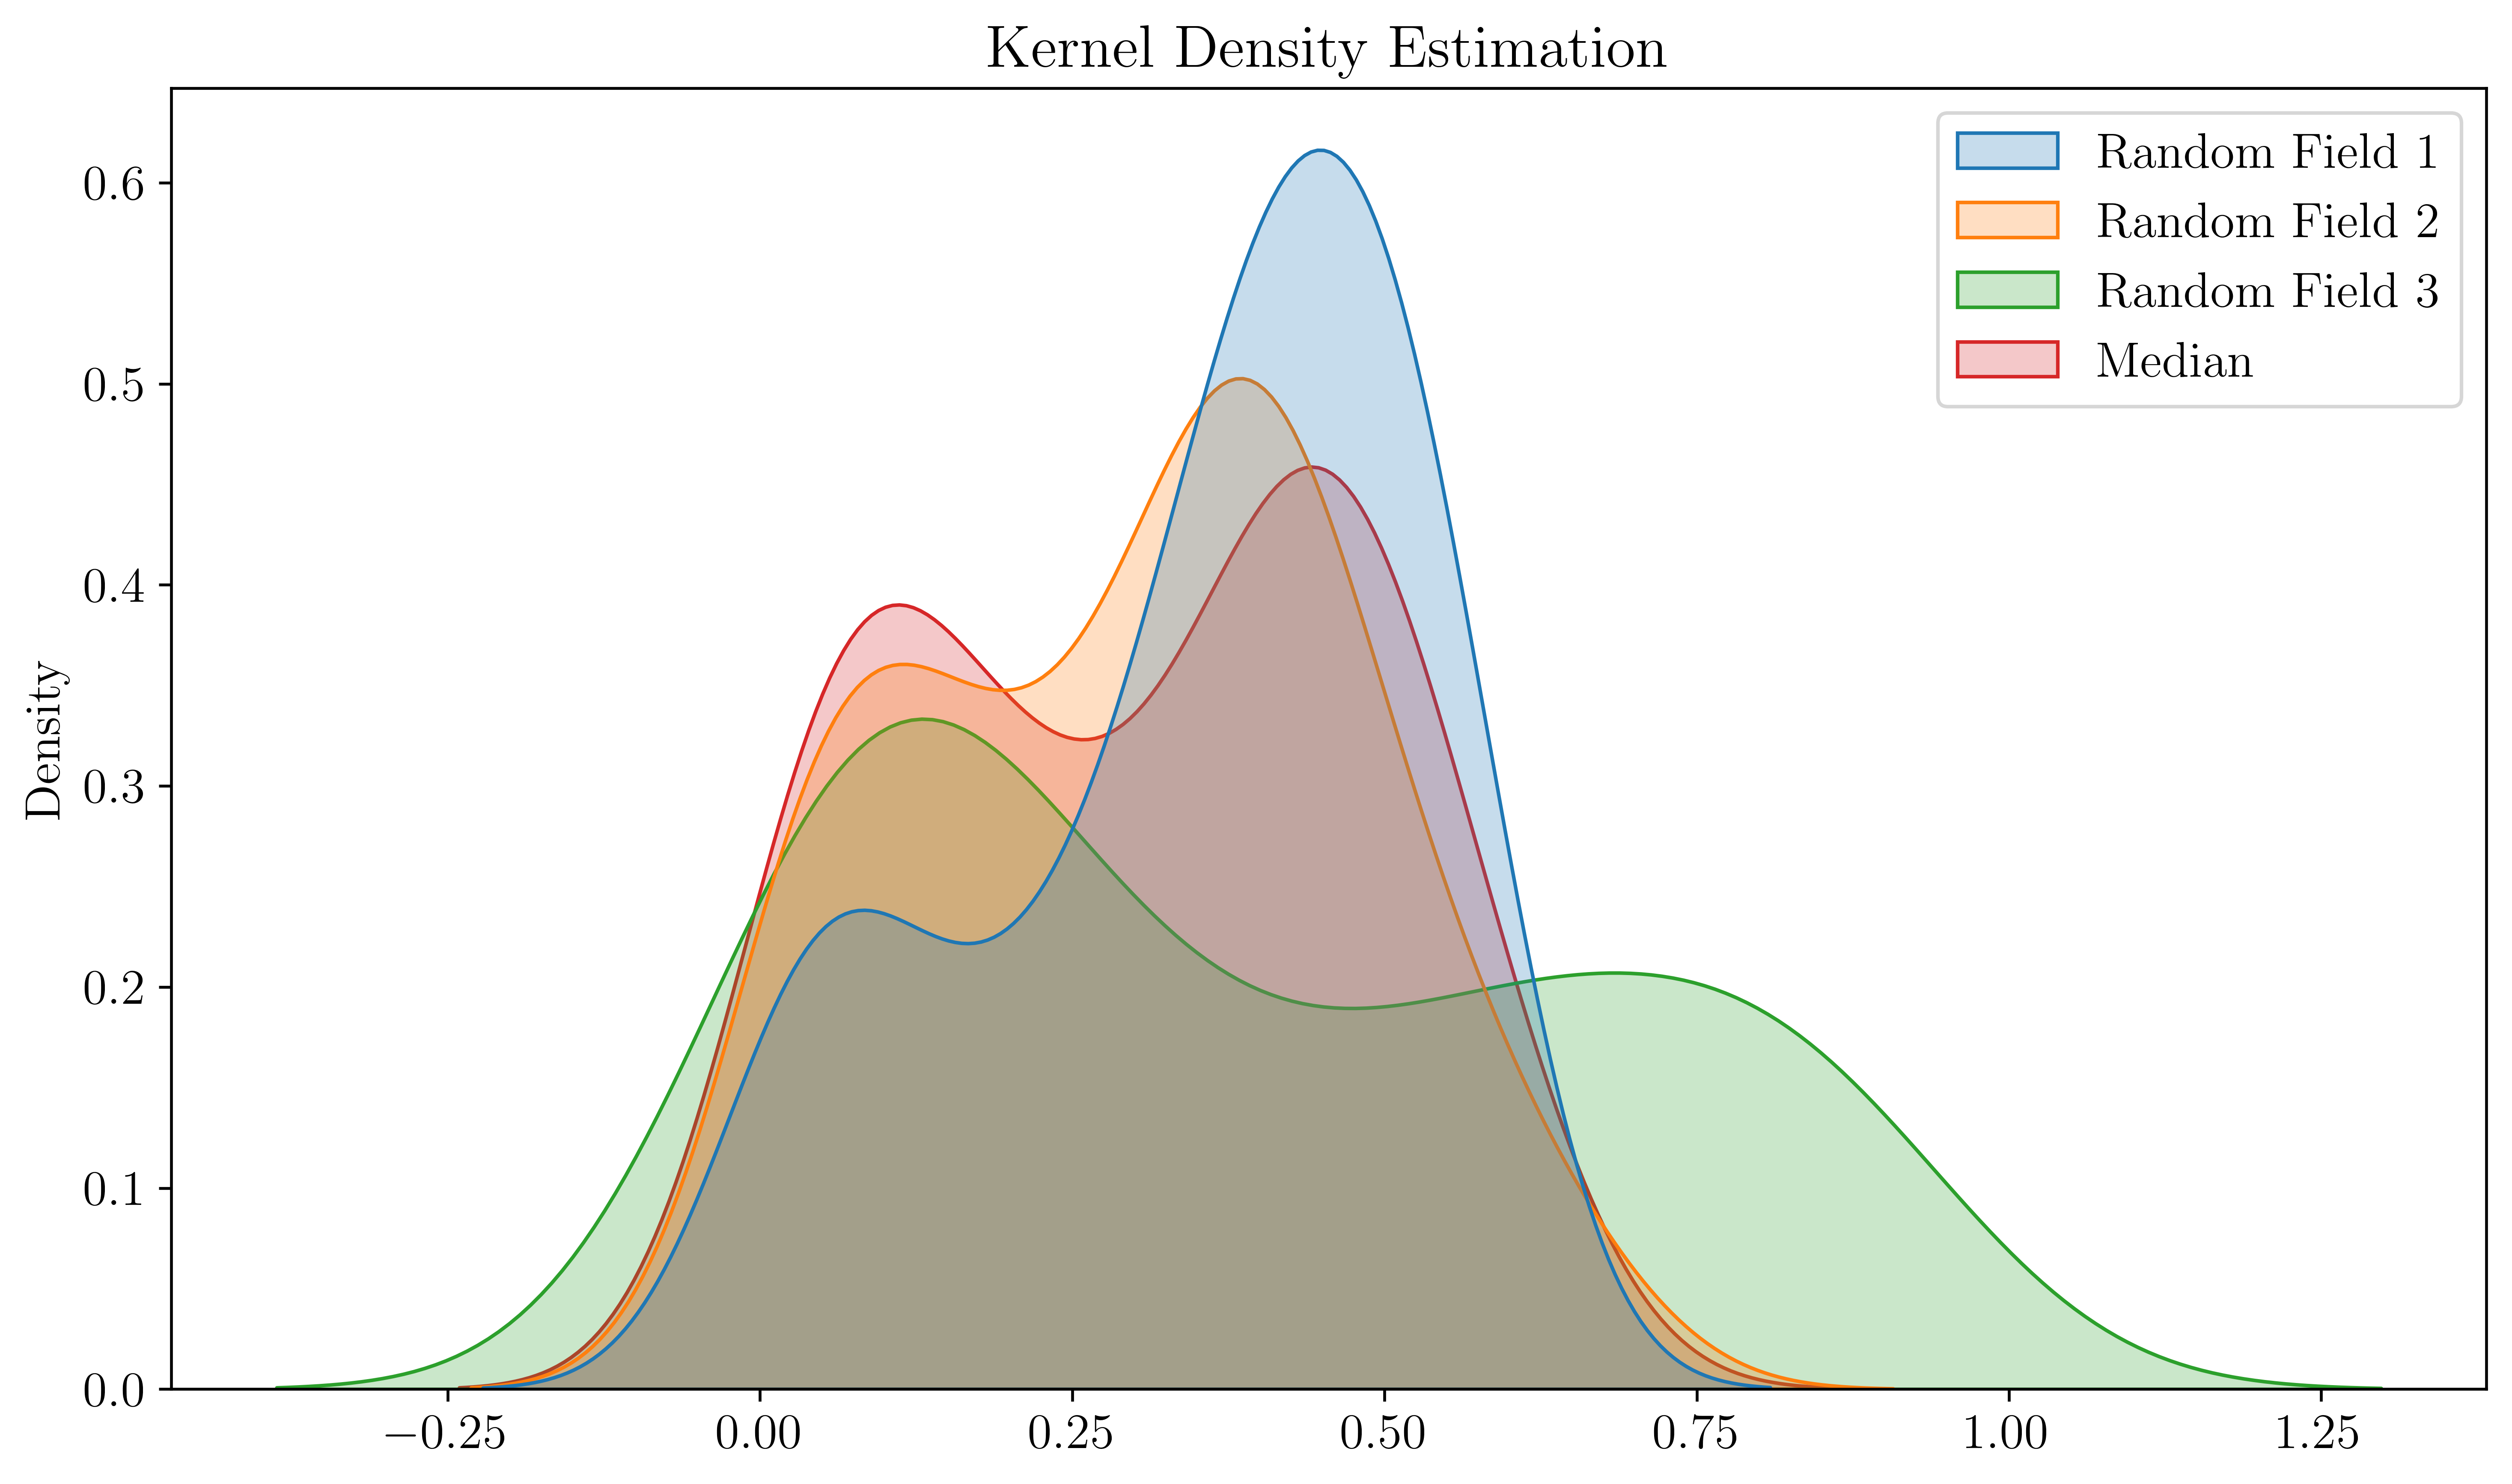 Kernel Density Estimation
Random Field 1
Random Field 2
Random Field 3
Median
Density
0.6
0.5
0.4
0.3
0.2
0.1
0.0
−0.25 0.00 0.25 0.50 0.75 1.00 1.25